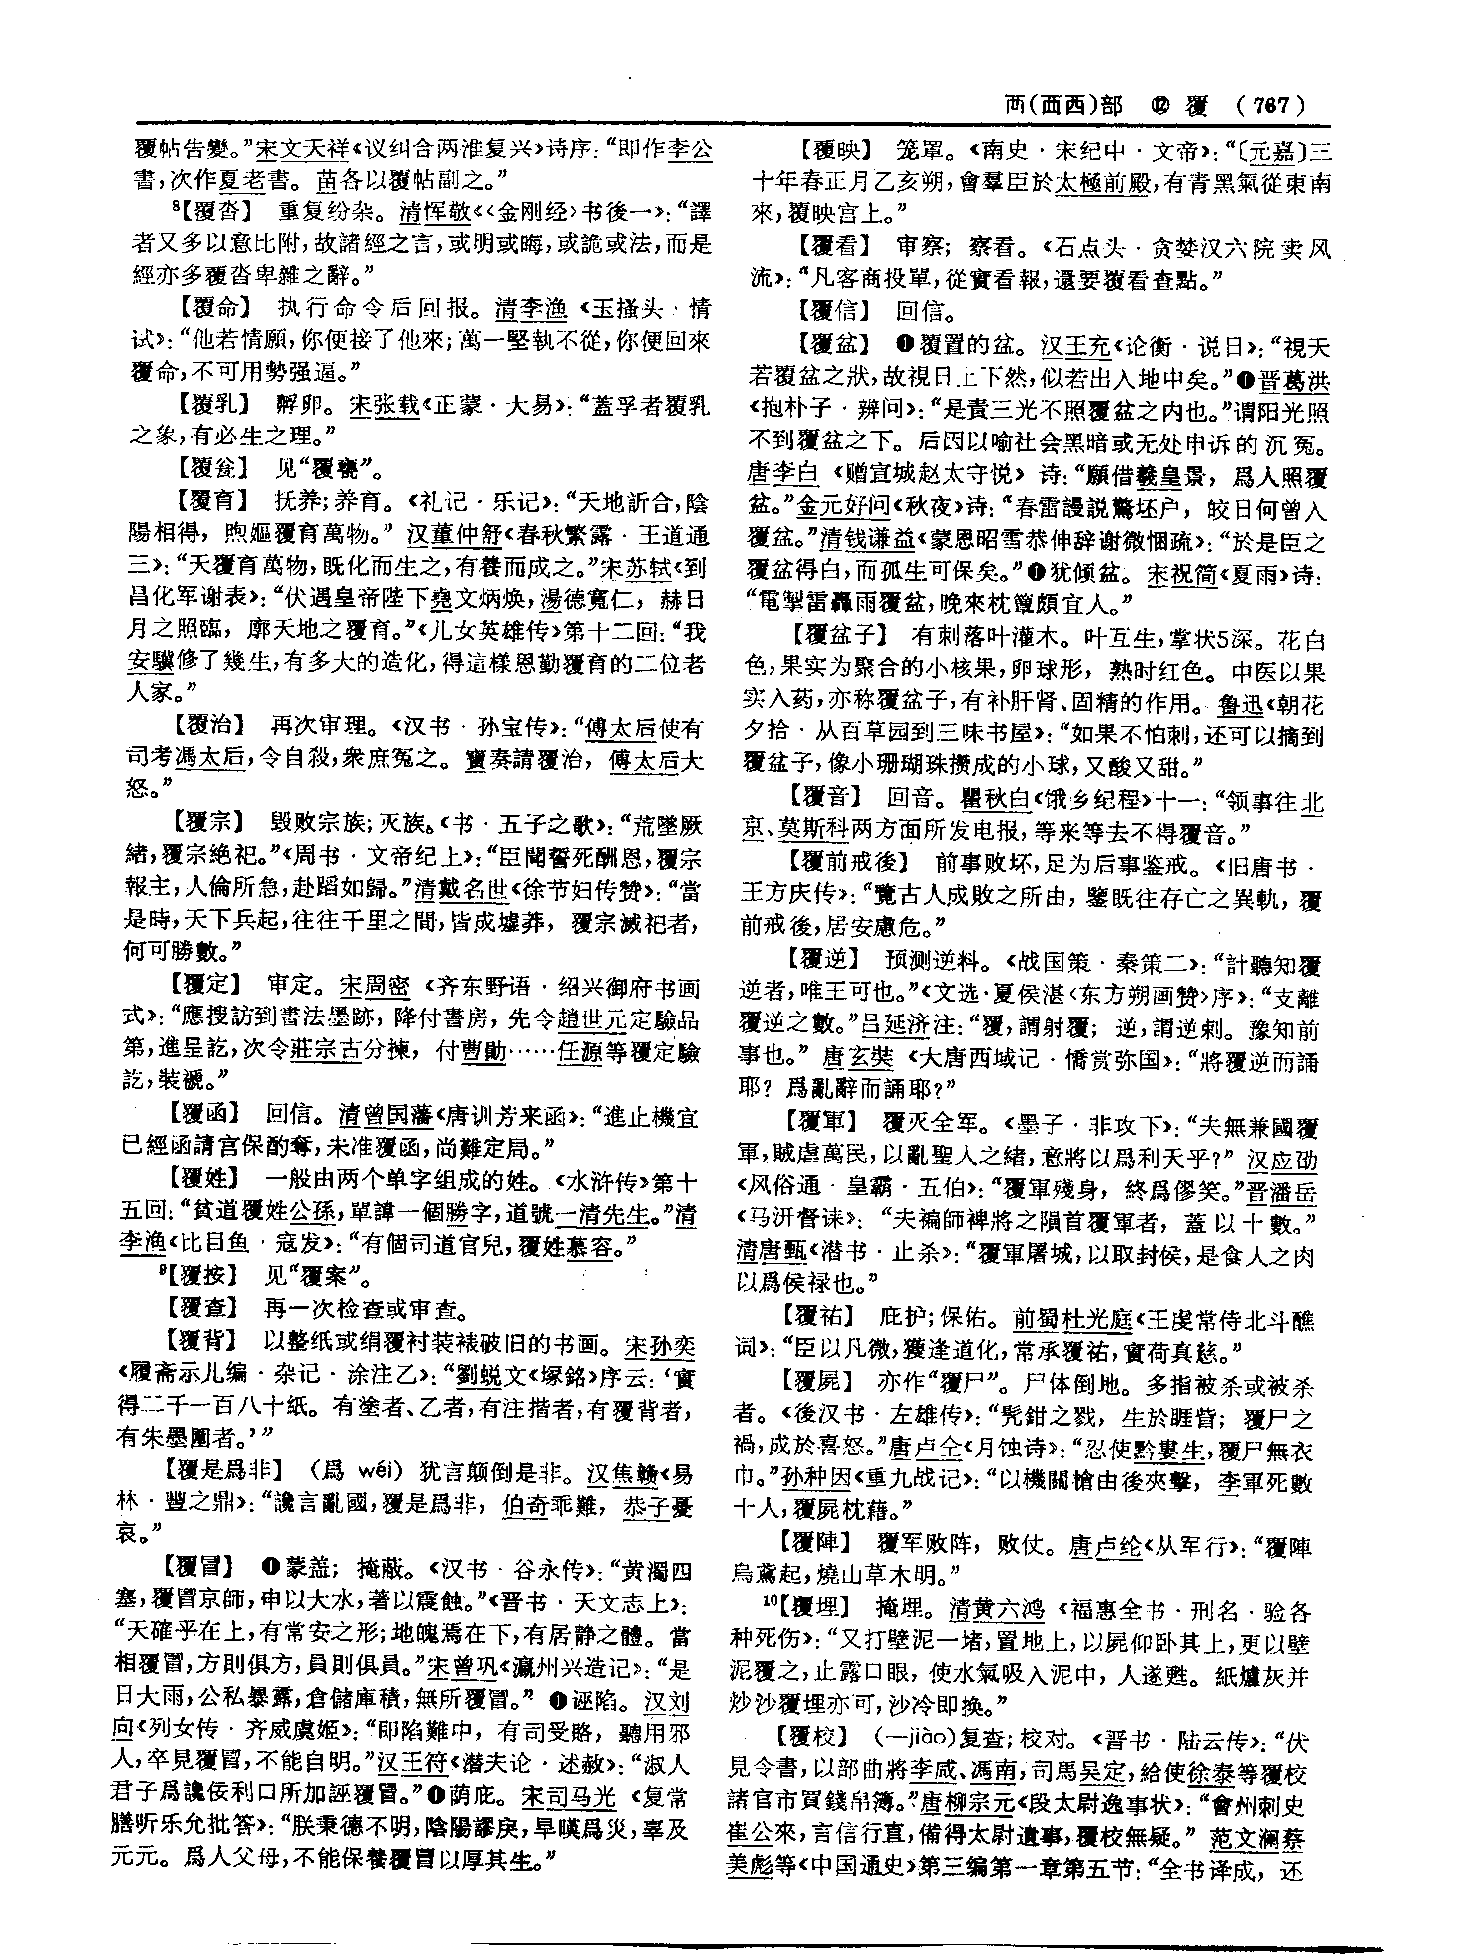 襾(西覀)部 ⑫ 覆 (767)
覆帖告變。”宋文天祥《议纠合两淮复兴》诗序:“即作李公
書,次作夏老書。苗各以覆帖副之。”
⁸【覆沓】 重复纷杂。清恽敬《〈金刚经〉书後一》:“譯
者又多以意比附,故諸經之言,或明或晦,或詭或法,而是
經亦多覆沓卑雜之辭。”
【覆命】 执行命令后回报。清李渔《玉搔头·情
试》:“他若情願,你便接了他來;萬一堅執不從,你便回來
覆命,不可用勢强逼。”
【覆乳】 孵卵。宋张载《正蒙·大易》:“蓋孚者覆乳
之象,有必生之理。”
【覆瓮】 见“覆甕”。
【覆育】 抚养;养育。《礼记·乐记》:“天地訢合,陰
陽相得,煦嫗覆育萬物。”汉董仲舒《春秋繁露·王道通
三》:“天覆育萬物,既化而生之,有養而成之。”宋苏轼《到
昌化军谢表》:“伏遇皇帝陛下堯文炳焕,湯德寬仁,赫日
月之照臨,廓天地之覆育。”《儿女英雄传》第十二回:“我
安驥修了幾生,有多大的造化,得這樣恩勤覆育的二位老
人家。”
【覆治】 再次审理。《汉书·孙宝传》:“傅太后使有
司考馮太后,令自殺,衆庶冤之。寶奏請覆治,傅太后大
怒。”
【覆宗】 毁败宗族;灭族。《书·五子之歌》:“荒墜厥
緒,覆宗絶祀。”《周书·文帝纪上》:“臣聞誓死酬恩,覆宗
報主,人倫所急,赴蹈如歸。”清戴名世《徐节妇传赞》:“當
是時,天下兵起,往往千里之間,皆成墟莽,覆宗滅祀者,
何可勝數。”
【覆定】 审定。宋周密《齐东野语·绍兴御府书画
式》:“應搜訪到書法墨跡,降付書房,先令趙世元定驗品
第,進呈訖,次令莊宗古分揀,付曹勛……任源等覆定驗
訖,裝褫。”
【覆函】 回信。清曾国藩《唐训芳来函》:“進止機宜
已經函請宫保酌奪,未准覆函,尚難定局。”
【覆姓】 一般由两个单字组成的姓。《水浒传》第十
五回:“貧道覆姓公孫,單諱一個勝字,道號一清先生。”清
李渔《比目鱼·寇发》:“有個司道官兒,覆姓慕容。”
⁹【覆按】 见“覆案”。
【覆查】 再一次检查或审查。
【覆背】 以整纸或绢覆衬装裱破旧的书画。宋孙奕
《履斋示儿编·杂记·涂注乙》:“劉蜕文《塚銘》序云:‘實
得二千一百八十紙。有塗者、乙者,有注揩者,有覆背者,
有朱墨圍者。’”
【覆是爲非】 (爲 wéi) 犹言颠倒是非。汉焦赣《易
林·豐之鼎》:“讒言亂國,覆是爲非,伯奇乖難,恭子憂
哀。”
【覆冒】 ❶蒙盖;掩蔽。《汉书·谷永传》:“黄濁四
塞,覆冒京師,申以大水,著以震蝕。”《晋书·天文志上》:
“天確乎在上,有常安之形;地魄焉在下,有居静之體。當
相覆冒,方則俱方,員則俱員。”宋曾巩《瀛州兴造记》:“是
日大雨,公私暴露,倉儲庫積,無所覆冒。”❷诬陷。汉刘
向《列女传·齐威虞姬》:“即陷難中,有司受賂,聽用邪
人,卒見覆冒,不能自明。”汉王符《潜夫论·述赦》:“淑人
君子爲讒佞利口所加誣覆冒。”❸荫庇。宋司马光《复常
膳听乐允批答》:“朕秉德不明,陰陽謬戾,旱暵爲災,辜及
元元。爲人父母,不能保養覆冒以厚其生。”
【覆映】 笼罩。《南史·宋纪中·文帝》:“〔元嘉〕三
十年春正月乙亥朔,會羣臣於太極前殿,有青黑氣從東南
來,覆映宫上。”
【覆看】 审察;察看。《石点头·贪婪汉六院卖风
流》:“凡客商投單,從實看報,還要覆看查點。”
【覆信】 回信。
【覆盆】 ❶覆置的盆。汉王充《论衡·说日》:“視天
若覆盆之狀,故視日上下然,似若出入地中矣。”❷晋葛洪
《抱朴子·辨问》:“是責三光不照覆盆之内也。”谓阳光照
不到覆盆之下。后因以喻社会黑暗或无处申诉的沉冤。
唐李白《赠宣城赵太守悦》诗:“願借羲皇景,爲人照覆
盆。”金元好问《秋夜》诗:“春雷謾説驚坯户,皎日何曾入
覆盆。”清钱谦益《蒙恩昭雪恭伸辞谢微悃疏》:“於是臣之
覆盆得白,而孤生可保矣。”❸犹倾盆。宋祝简《夏雨》诗:
“電掣雷轟雨覆盆,晚來枕簟頗宜人。”
【覆盆子】 有刺落叶灌木。叶互生,掌状5深。花白
色,果实为聚合的小核果,卵球形,熟时红色。中医以果
实入药,亦称覆盆子,有补肝肾、固精的作用。鲁迅《朝花
夕拾·从百草园到三味书屋》:“如果不怕刺,还可以摘到
覆盆子,像小珊瑚珠攒成的小球,又酸又甜。”
【覆音】 回音。瞿秋白《饿乡纪程》十一:“领事往北
京、莫斯科两方面所发电报,等来等去不得覆音。”
【覆前戒後】 前事败坏,足为后事鉴戒。《旧唐书·
王方庆传》:“覽古人成敗之所由,鑒既往存亡之異軌,覆
前戒後,居安慮危。”
【覆逆】 预测逆料。《战国策·秦策二》:“計聽知覆
逆者,唯王可也。”《文选·夏侯湛〈东方朔画赞〉序》:“支離
覆逆之數。”吕延济注:“覆,謂射覆;逆,謂逆刺。豫知前
事也。”唐玄奘《大唐西域记·憍赏弥国》:“將覆逆而誦
耶?爲亂辭而誦耶?”
【覆軍】 覆灭全军。《墨子·非攻下》:“夫無兼國覆
軍,賊虐萬民,以亂聖人之緒,意將以爲利天乎?”汉应劭
《风俗通·皇霸·五伯》:“覆軍殘身,終爲僇笑。”晋潘岳
《马汧督诔》:“夫褊師裨將之隕首覆軍者,蓋以十數。”
清唐甄《潜书·止杀》:“覆軍屠城,以取封侯,是食人之肉
以爲侯禄也。”
【覆祐】 庇护;保佑。前蜀杜光庭《王虔常侍北斗醮
词》:“臣以凡微,獲逢道化,常承覆祐,實荷真慈。”
【覆屍】 亦作“覆尸”。尸体倒地。多指被杀或被杀
者。《後汉书·左雄传》:“髡鉗之戮,生於睚眥;覆尸之
禍,成於喜怒。”唐卢仝《月蚀诗》:“忍使黔婁生,覆尸無衣
巾。”孙种因《重九战记》:“以機關槍由後夾擊,李軍死數
十人,覆屍枕藉。”
【覆陣】 覆军败阵,败仗。唐卢纶《从军行》:“覆陣
烏鳶起,燒山草木明。”
¹⁰【覆埋】 掩埋。清黄六鸿《福惠全书·刑名·验各
种死伤》:“又打壁泥一堵,置地上,以屍仰卧其上,更以壁
泥覆之,止露口眼,使水氣吸入泥中,人遂甦。紙爐灰并
炒沙覆埋亦可,沙冷即换。”
【覆校】 (—jiào)复查;校对。《晋书·陆云传》:“伏
見令書,以部曲將李咸、馮南,司馬吴定,給使徐泰等覆校
諸官市買錢帛簿。”唐柳宗元《段太尉逸事状》:“會州刺史
崔公來,言信行直,備得太尉遺事,覆校無疑。”范文澜蔡
美彪等《中国通史》第三编第一章第五节:“全书译成,还